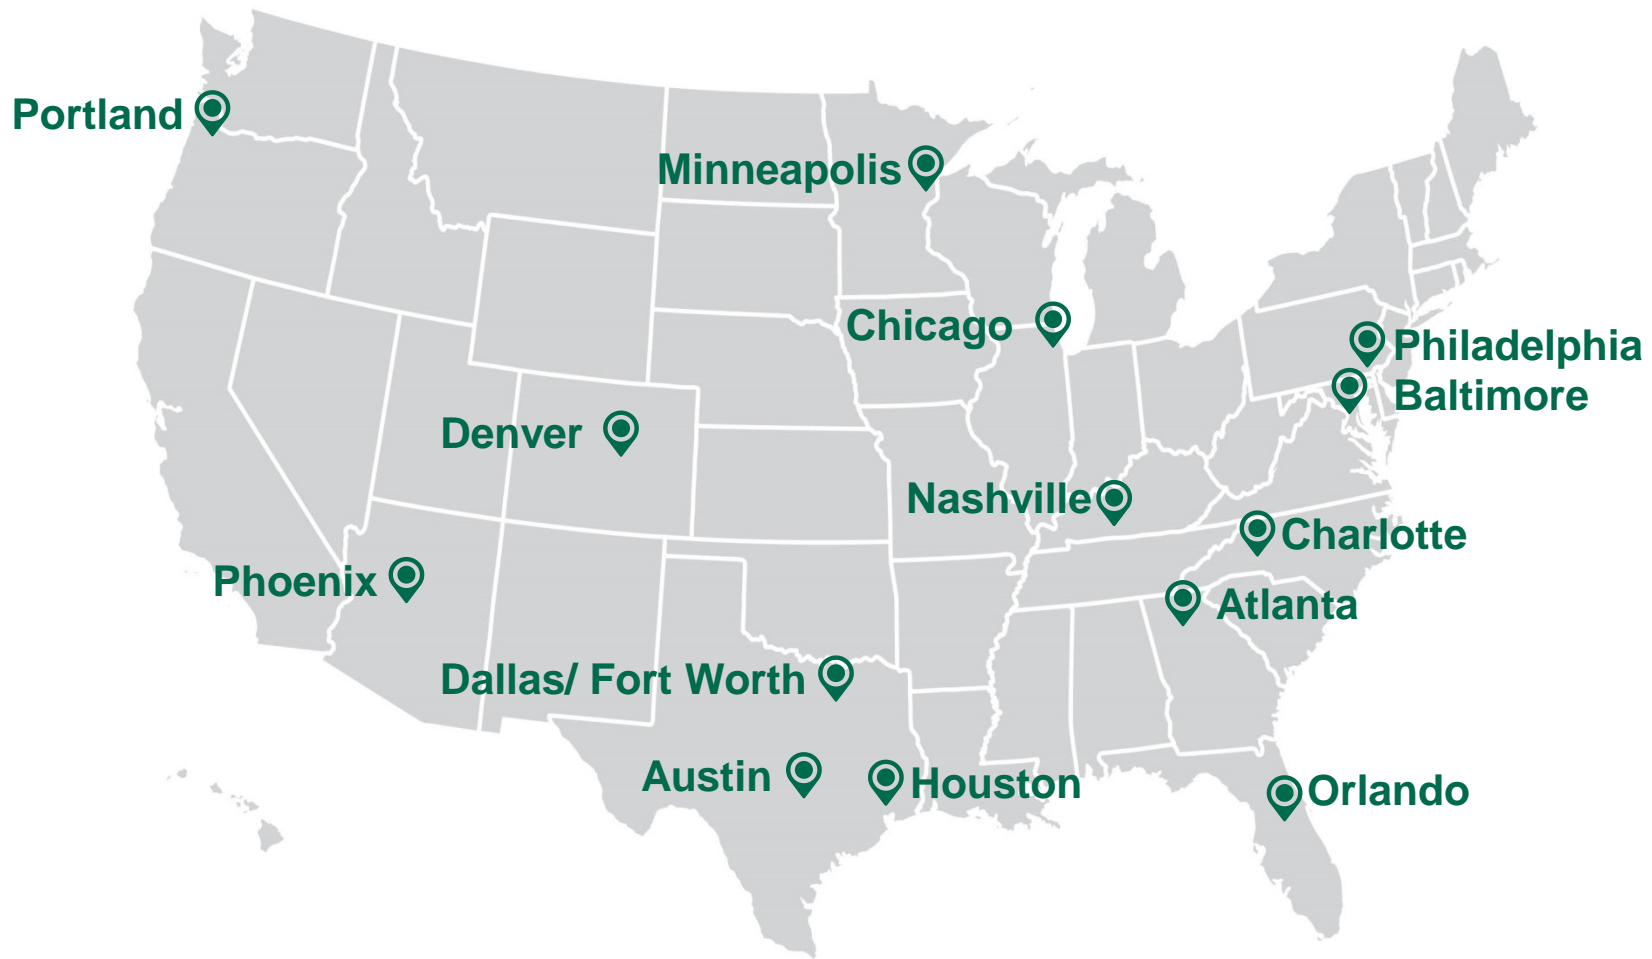 Portland
Minneapolis
Chicago
Philadelphia
Baltimore
Denver
Nashville
Charlotte
Phoenix
Atlanta
Dallas/ Fort Worth
Austin
Houston
Orlando